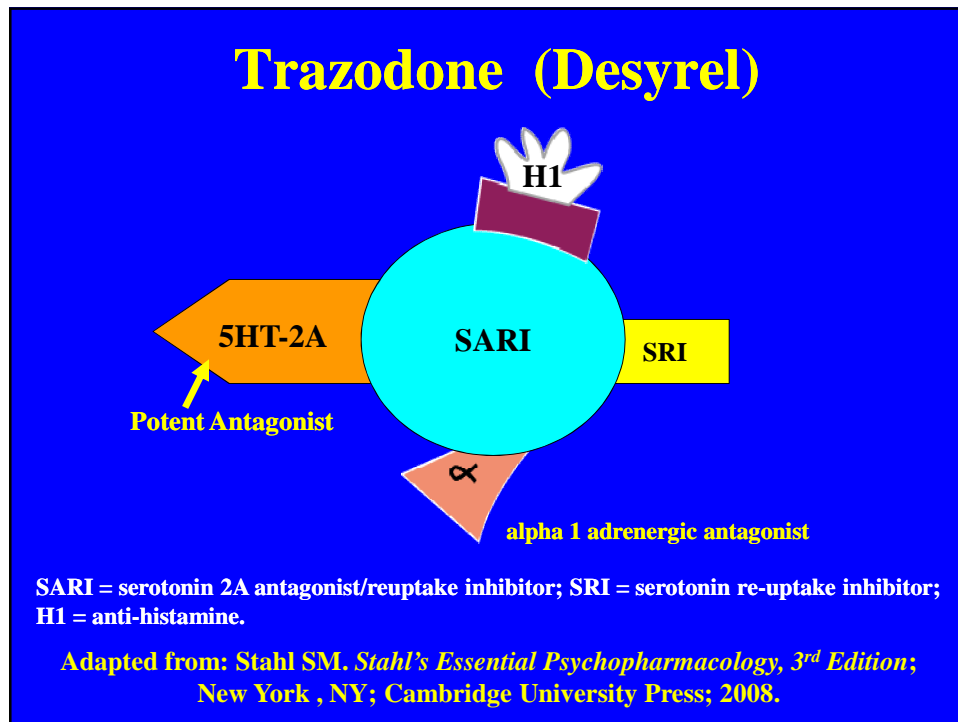 Trazodone (Desyrel)
H1
5HT-2A
SARI
SRI
Potent Antagonist
α
alpha 1 adrenergic antagonist
SARI = serotonin 2A antagonist/reuptake inhibitor; SRI = serotonin re-uptake inhibitor;
H1 = anti-histamine.
Adapted from: Stahl SM. Stahl’s Essential Psychopharmacology, 3rd Edition;
New York , NY; Cambridge University Press; 2008.